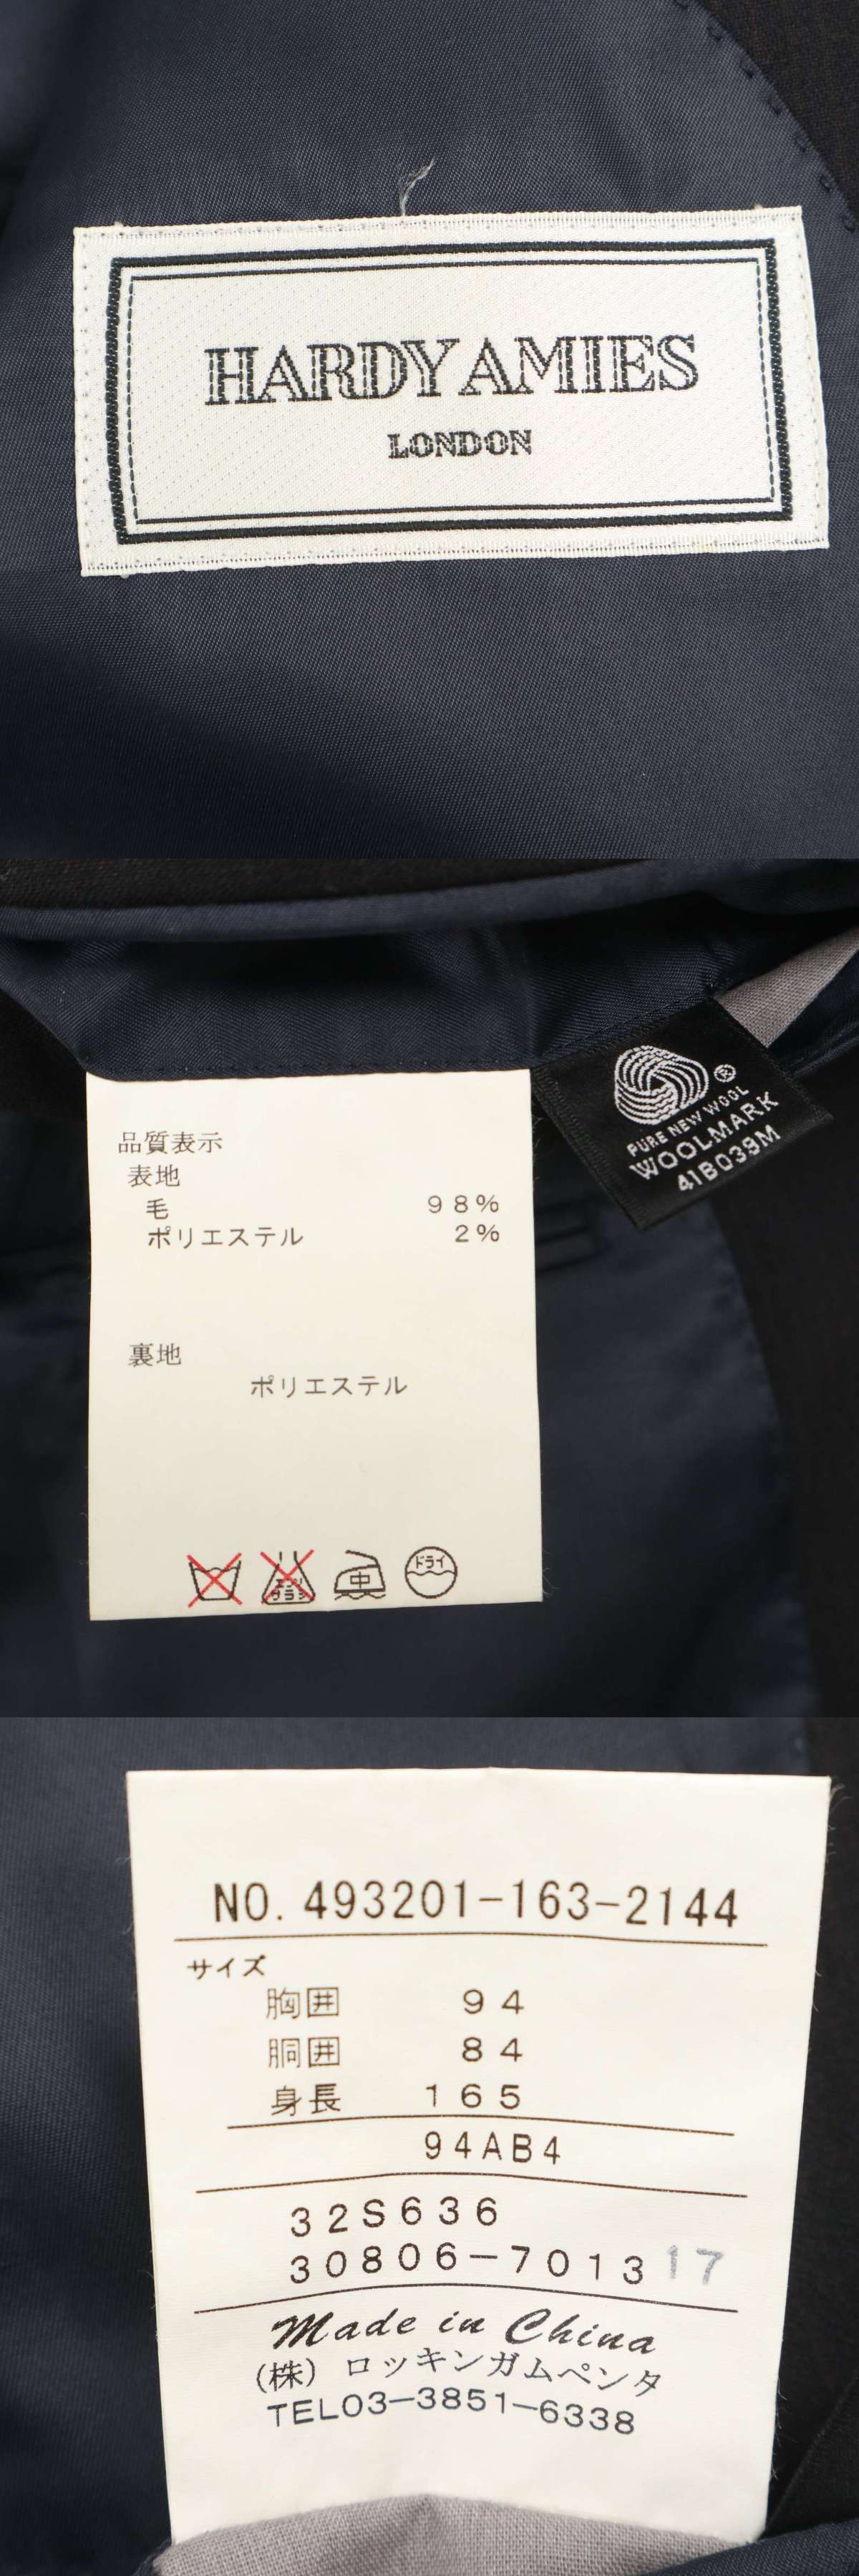 HARDY AMIES
LONDON
品質表示
表地
毛 98%
ポリエステル 2%
裏地
ポリエステル
中
ドライ
PURE NEW WOOL
WOOLMARK
41B039M
NO. 493201-163-2144
サイズ
胸囲 94
胴囲 84
身長 165
94AB4
32S636
30806-7013 17
Made in China
(株) ロッキンガムペンタ
TEL03-3851-6338